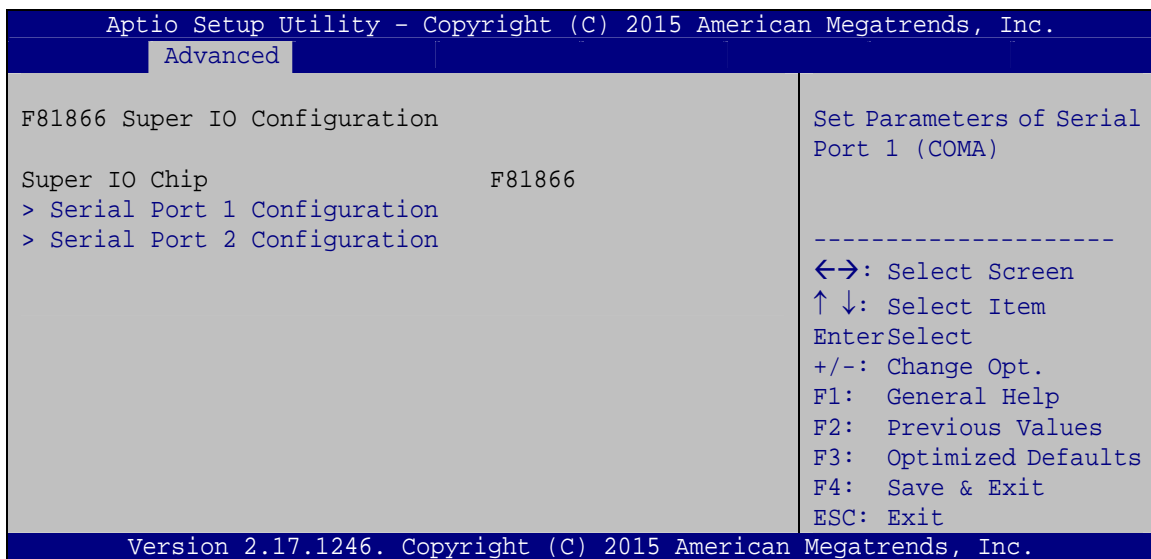 Aptio Setup Utility – Copyright (C) 2015 American Megatrends, Inc.
Advanced
F81866 Super IO Configuration
Super IO Chip F81866
> Serial Port 1 Configuration
> Serial Port 2 Configuration
Set Parameters of Serial
Port 1 (COMA)
---------------------
←→: Select Screen
↑ ↓: Select Item
EnterSelect
+/-: Change Opt.
F1: General Help
F2: Previous Values
F3: Optimized Defaults
F4: Save & Exit
ESC: Exit
Version 2.17.1246. Copyright (C) 2015 American Megatrends, Inc.